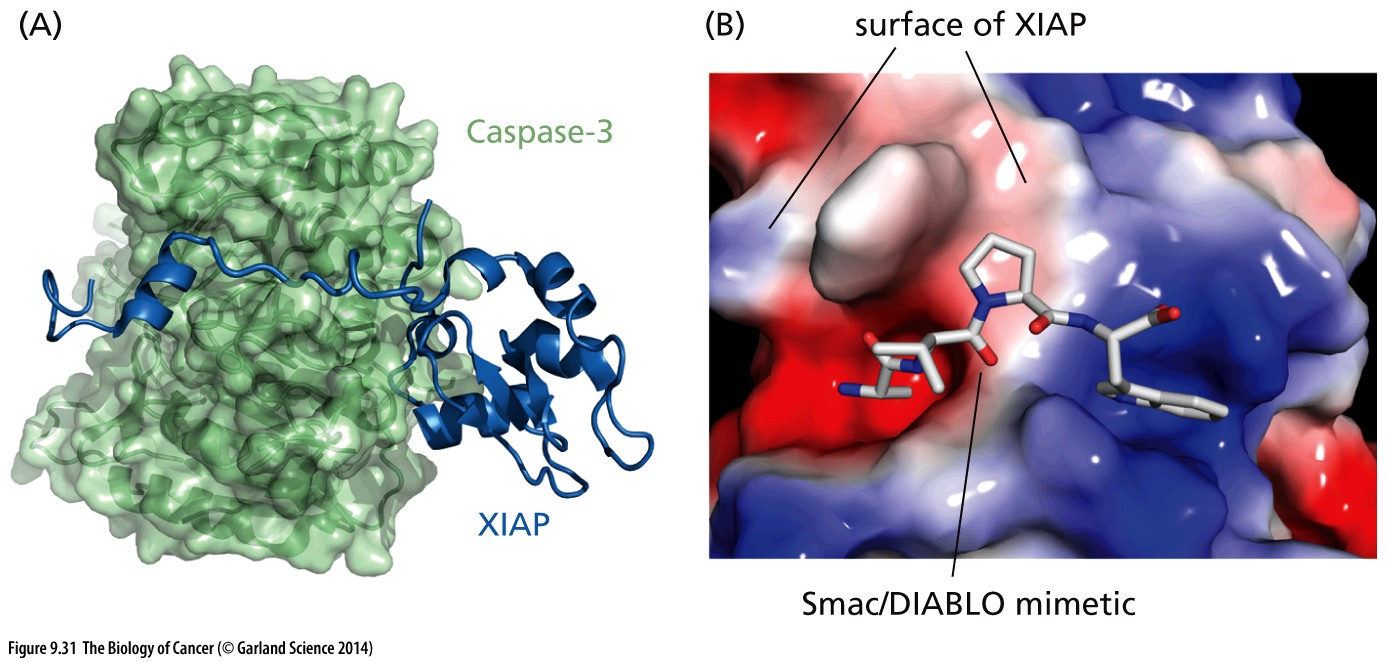 (A)
Caspase-3
XIAP
(B)
surface of XIAP
Smac/DIABLO mimetic
Figure 9.31 The Biology of Cancer (© Garland Science 2014)